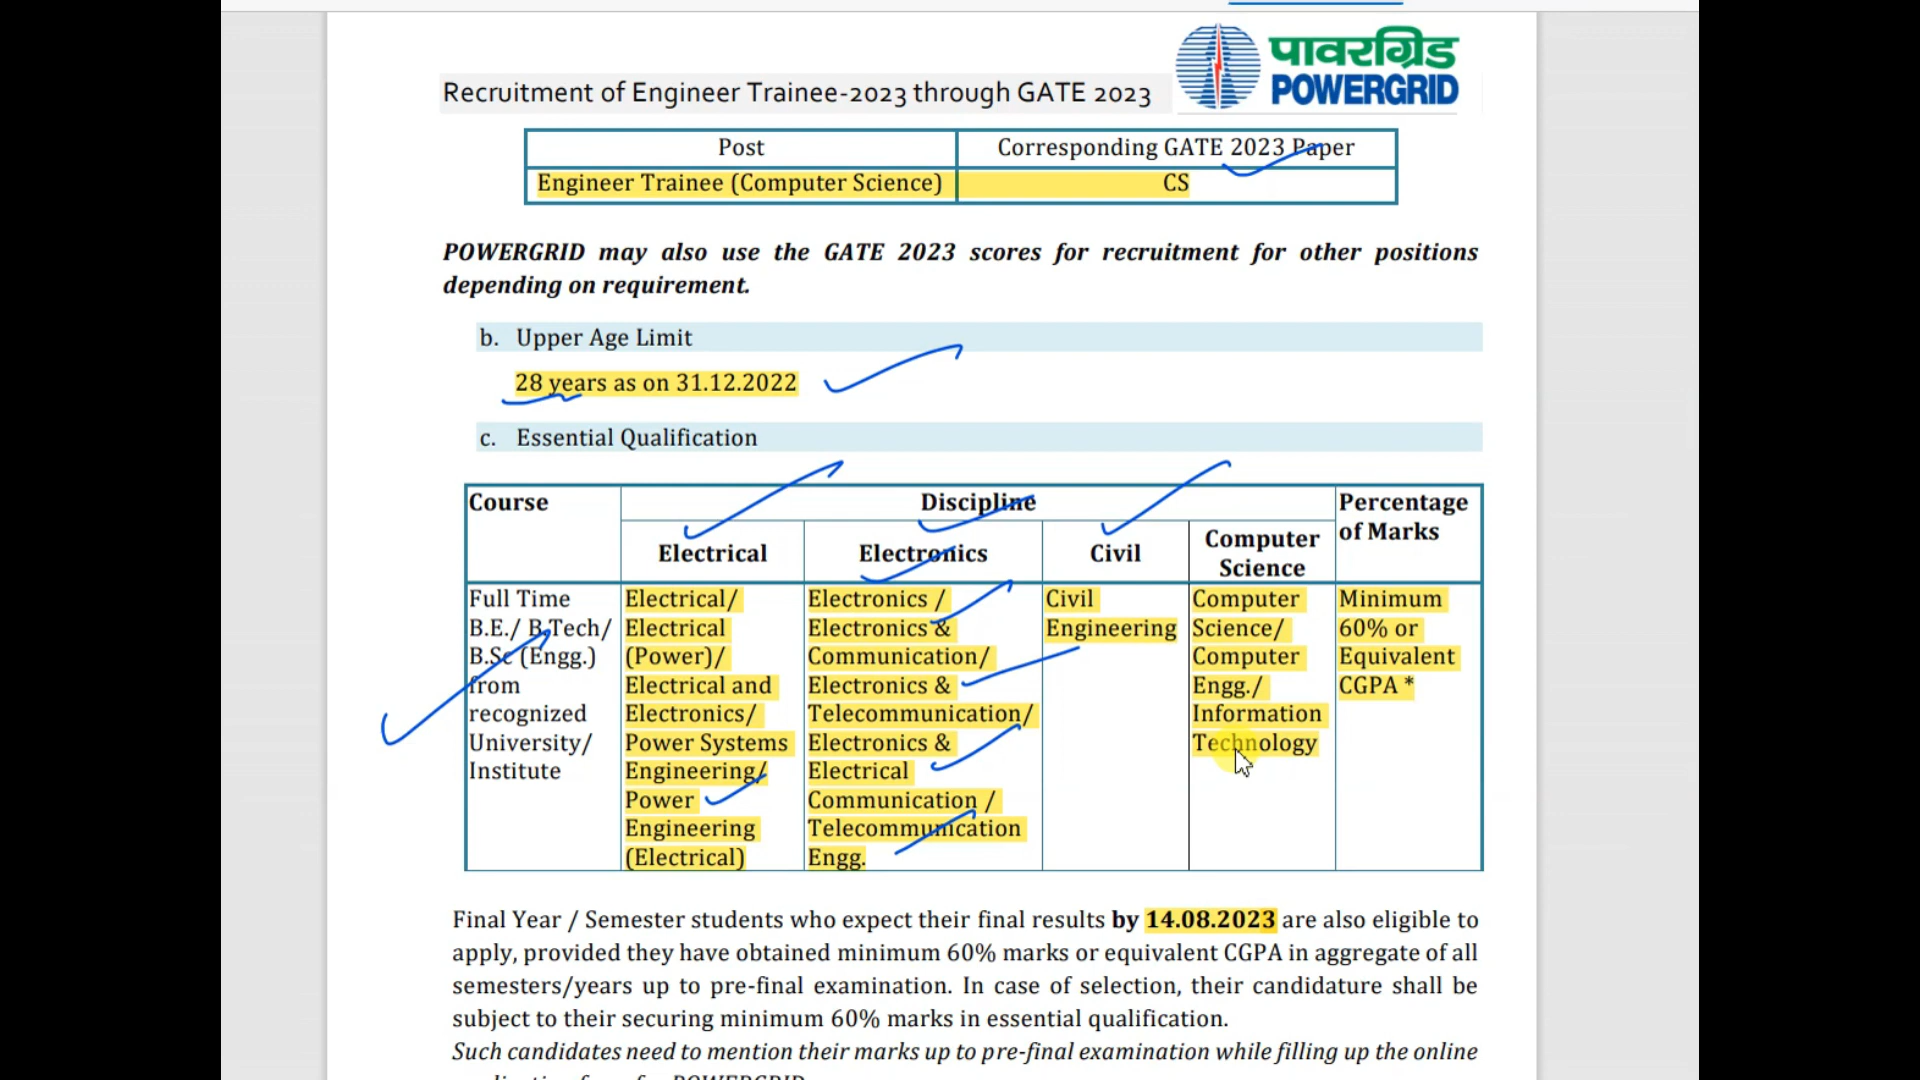 पावरग्रिड
POWERGRID
Recruitment of Engineer Trainee-2023 through GATE 2023
Post Corresponding GATE 2023 Paper
Engineer Trainee (Computer Science) CS
POWERGRID may also use the GATE 2023 scores for recruitment for other positions
depending on requirement.
b. Upper Age Limit
28 years as on 31.12.2022
c. Essential Qualification
Course
Discipline
Percentage
of Marks
Electrical
Electronics
Civil
Computer
Science
Full Time
B.E./ B.Tech/
B.Sc (Engg.)
from
recognized
University/
Institute
Electrical/
Electrical
(Power)/
Electrical and
Electronics/
Power Systems
Engineering/
Power
Engineering
(Electrical)
Electronics /
Electronics &
Communication/
Electronics &
Telecommunication/
Electronics &
Electrical
Communication /
Telecommunication
Engg.
Civil
Engineering
Computer
Science/
Computer
Engg./
Information
Technology
Minimum
60% or
Equivalent
CGPA *
Final Year / Semester students who expect their final results by 14.08.2023 are also eligible to
apply, provided they have obtained minimum 60% marks or equivalent CGPA in aggregate of all
semesters/years up to pre-final examination. In case of selection, their candidature shall be
subject to their securing minimum 60% marks in essential qualification.
Such candidates need to mention their marks up to pre-final examination while filling up the online